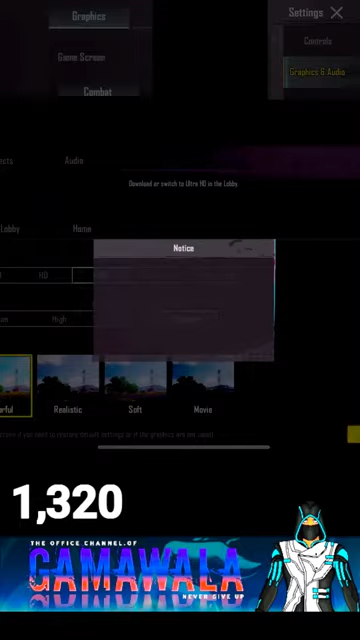 Graphics
Settings
Controls
Game Screen
Graphics & Audio
Combat
Audio
Download or switch to Ultra HD in the Lobby
Lobby
Home
Notice
HD
High
Realistic
Soft
Movie
1,320
THE OFFICE CHANNEL.OF
GAMAWALA
NEVER GIVE UP